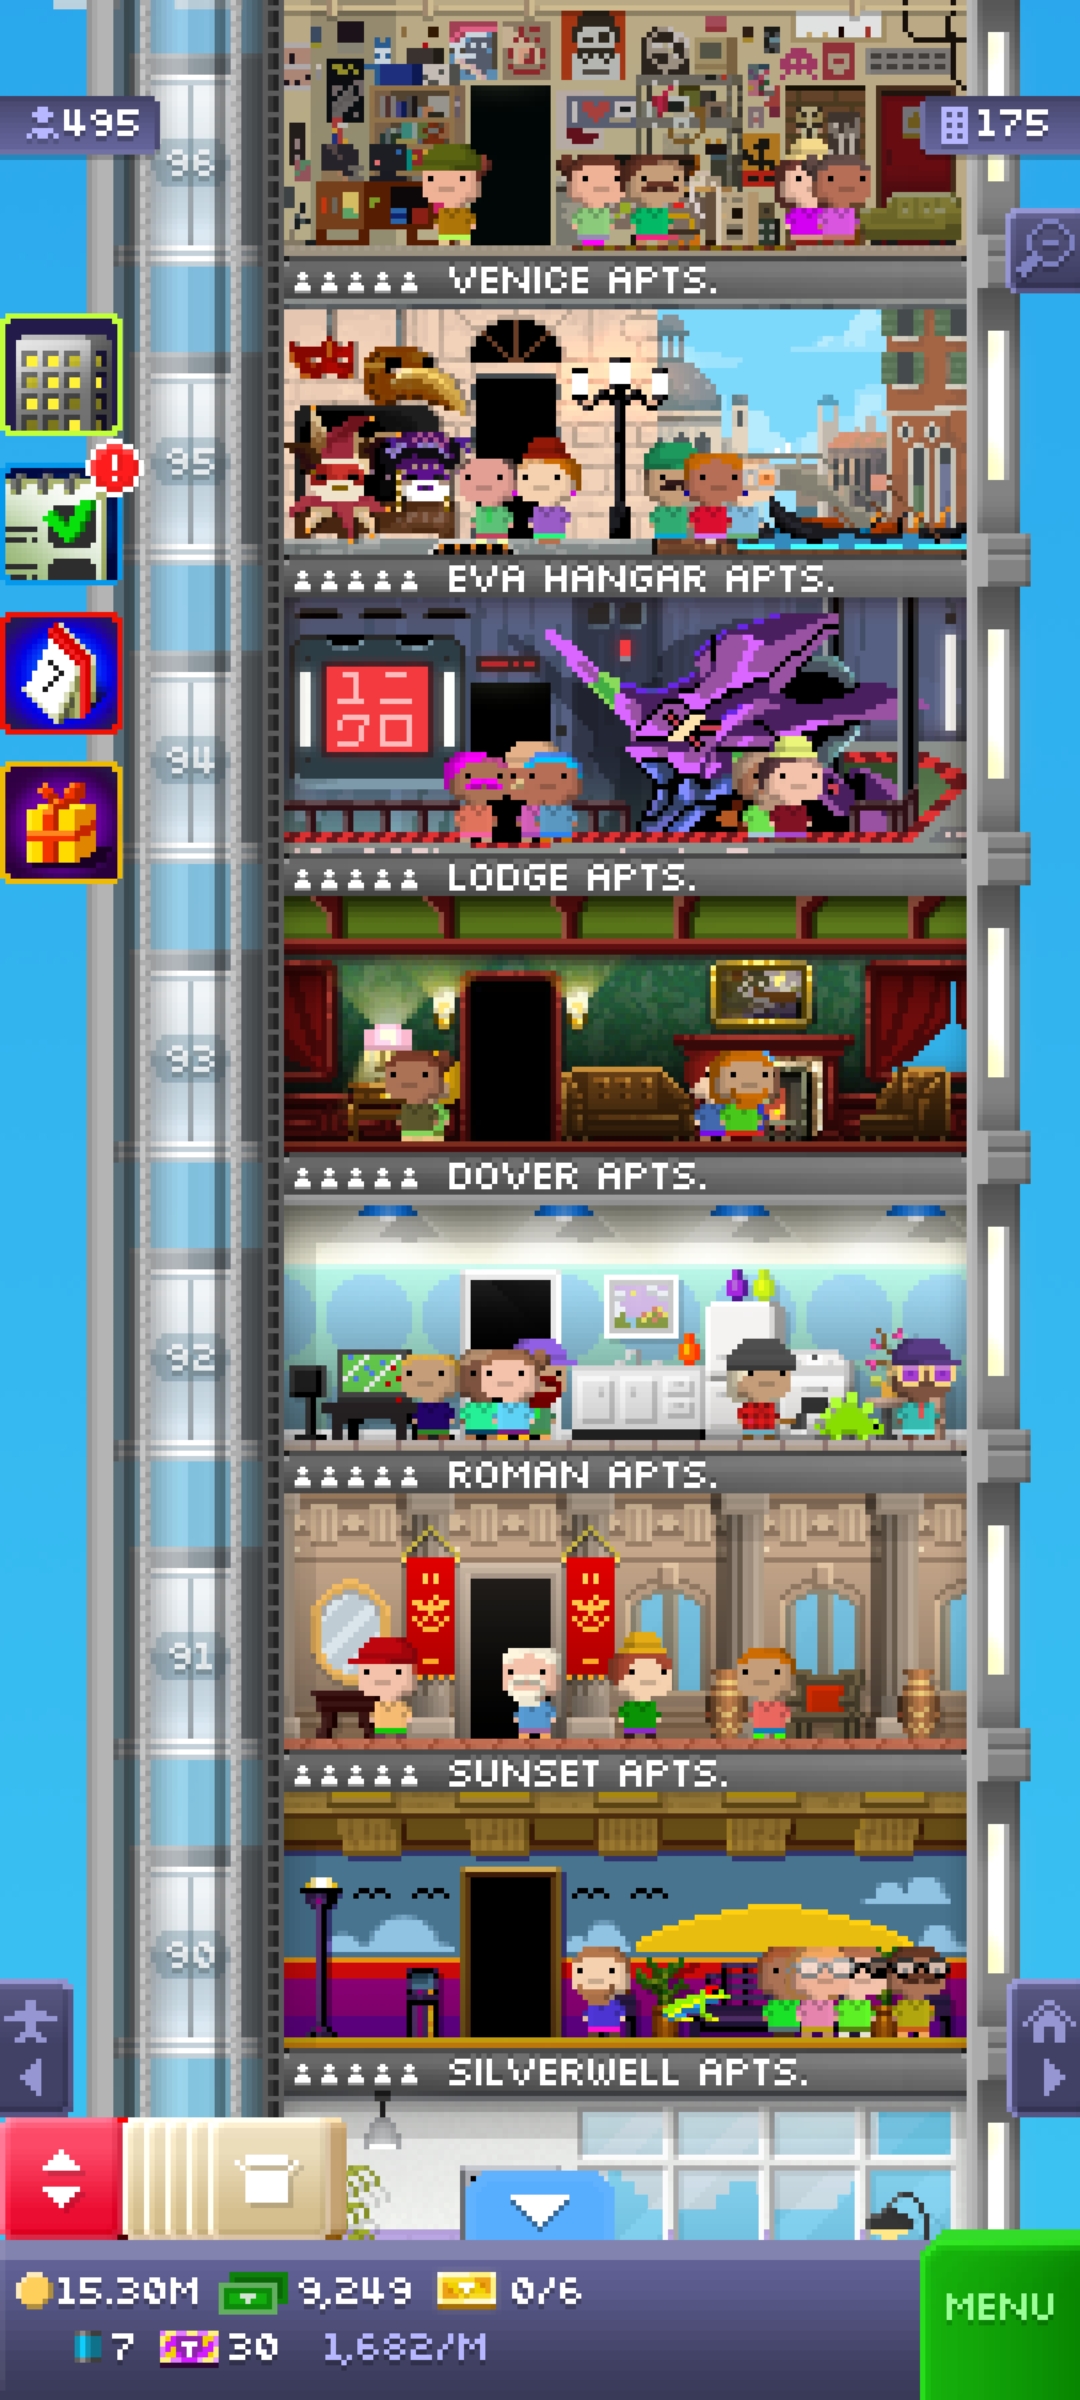 495
175
96
VENICE APTS.
95
EVA HANGAR APTS.
94
LODGE APTS.
93
DOVER APTS.
92
ROMAN APTS.
91
SUNSET APTS.
90
SILVERWELL APTS.
15.30M 9,249 0/6
7 30 1,682/M
MENU